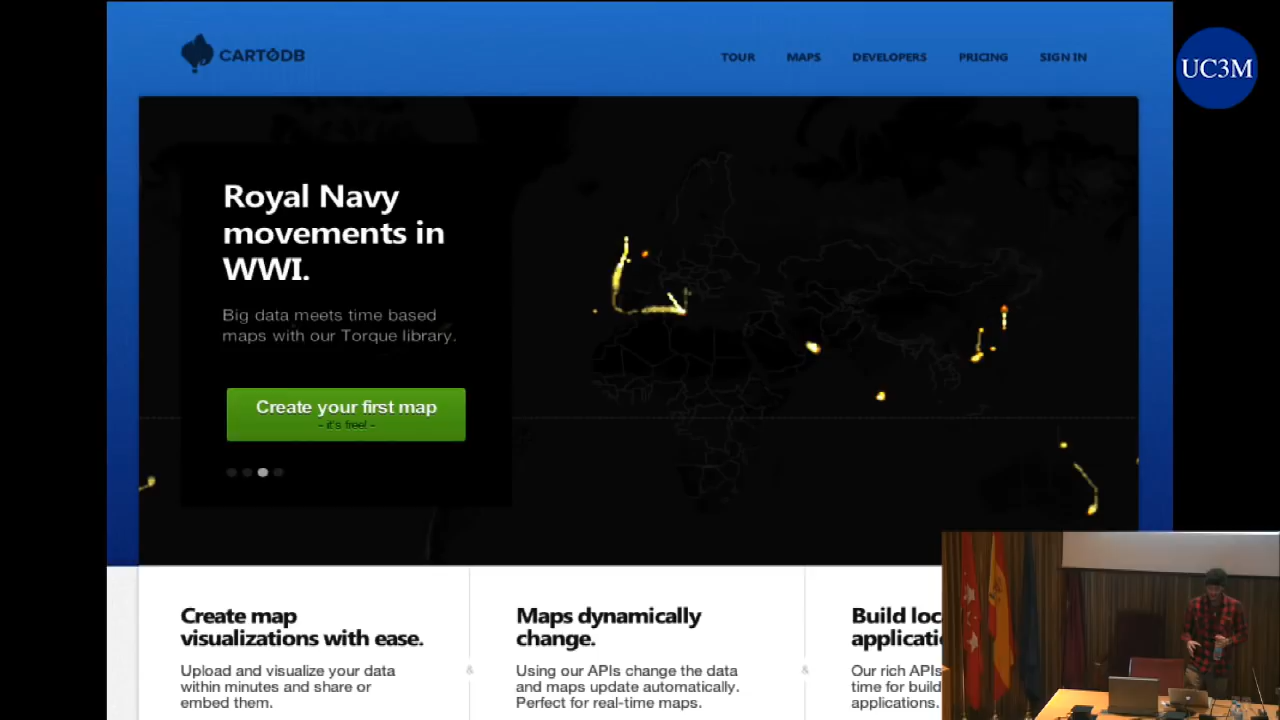 CARTODB
TOUR
MAPS
DEVELOPERS
PRICING
SIGN IN
UC3M
Royal Navy
movements in
WWI.
Big data meets time based
maps with our Torque library.
Create your first map
- it's free! -
Create map
visualizations with ease.
Upload and visualize your data
within minutes and share or
embed them.
&
Maps dynamically
change.
Using our APIs change the data
and maps update automatically.
Perfect for real-time maps.
&
Build loc
applicati
Our rich APIs
time for build
applications.